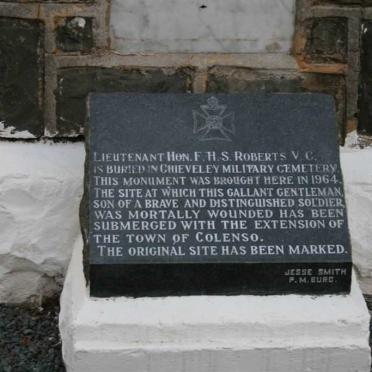 LIEUTENANT HON. F. H. S. ROBERTS V. C.
IS BURIED IN CHIEVELEY MILITARY CEMETERY.
THIS MONUMENT WAS BROUGHT HERE IN 1964.
THE SITE AT WHICH THIS GALLANT GENTLEMAN,
SON OF A BRAVE AND DISTINGUISHED SOLDIER,
WAS MORTALLY WOUNDED HAS BEEN
SUBMERGED WITH THE EXTENSION OF
THE TOWN OF COLENSO.
THE ORIGINAL SITE HAS BEEN MARKED.
JESSE SMITH
P. M. BURG.